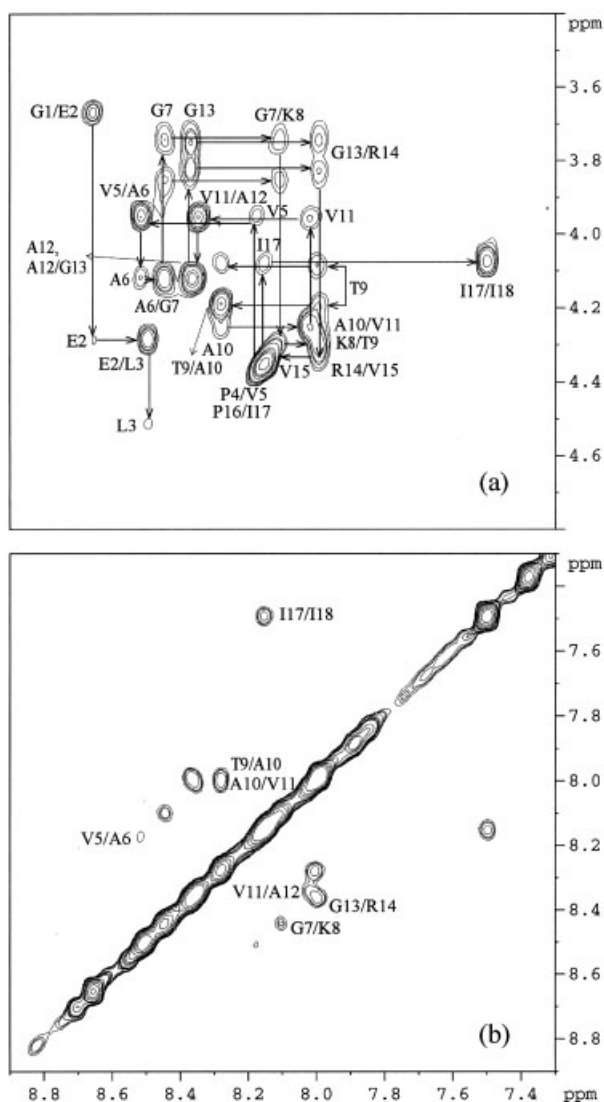 ppm
3.6
G7 G13
G1/E2
G7/K8
G13/R14
3.8
V5/A6
V11/A12
V5
V11
4.0
A12,
A12/G13
I17
A6
A6/G7
T9
I17/I18
4.2
A10
A10/V11
T9/A10
K8/T9
E2
E2/L3
V15
R14/V15
P4/V5
P16/I17
4.4
L3
4.6
(a)
ppm
I17/I18
7.6
7.8
T9/A10
A10/V11
8.0
V5/A6
8.2
V11/A12
G13/R14
8.4
G7/K8
8.6
(b)
8.8
8.8 8.6 8.4 8.2 8.0 7.8 7.6 7.4 ppm